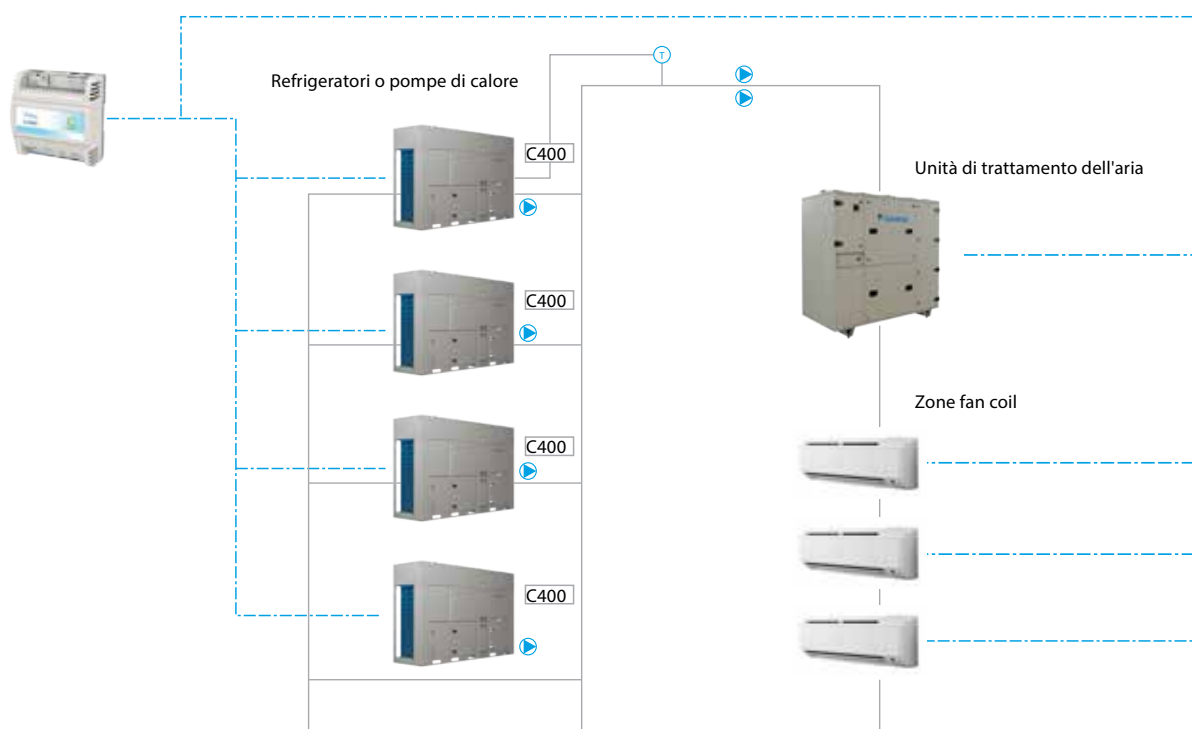 T
Refrigeratori o pompe di calore
C400
Unità di trattamento dell'aria
C400
Zone fan coil
C400
C400